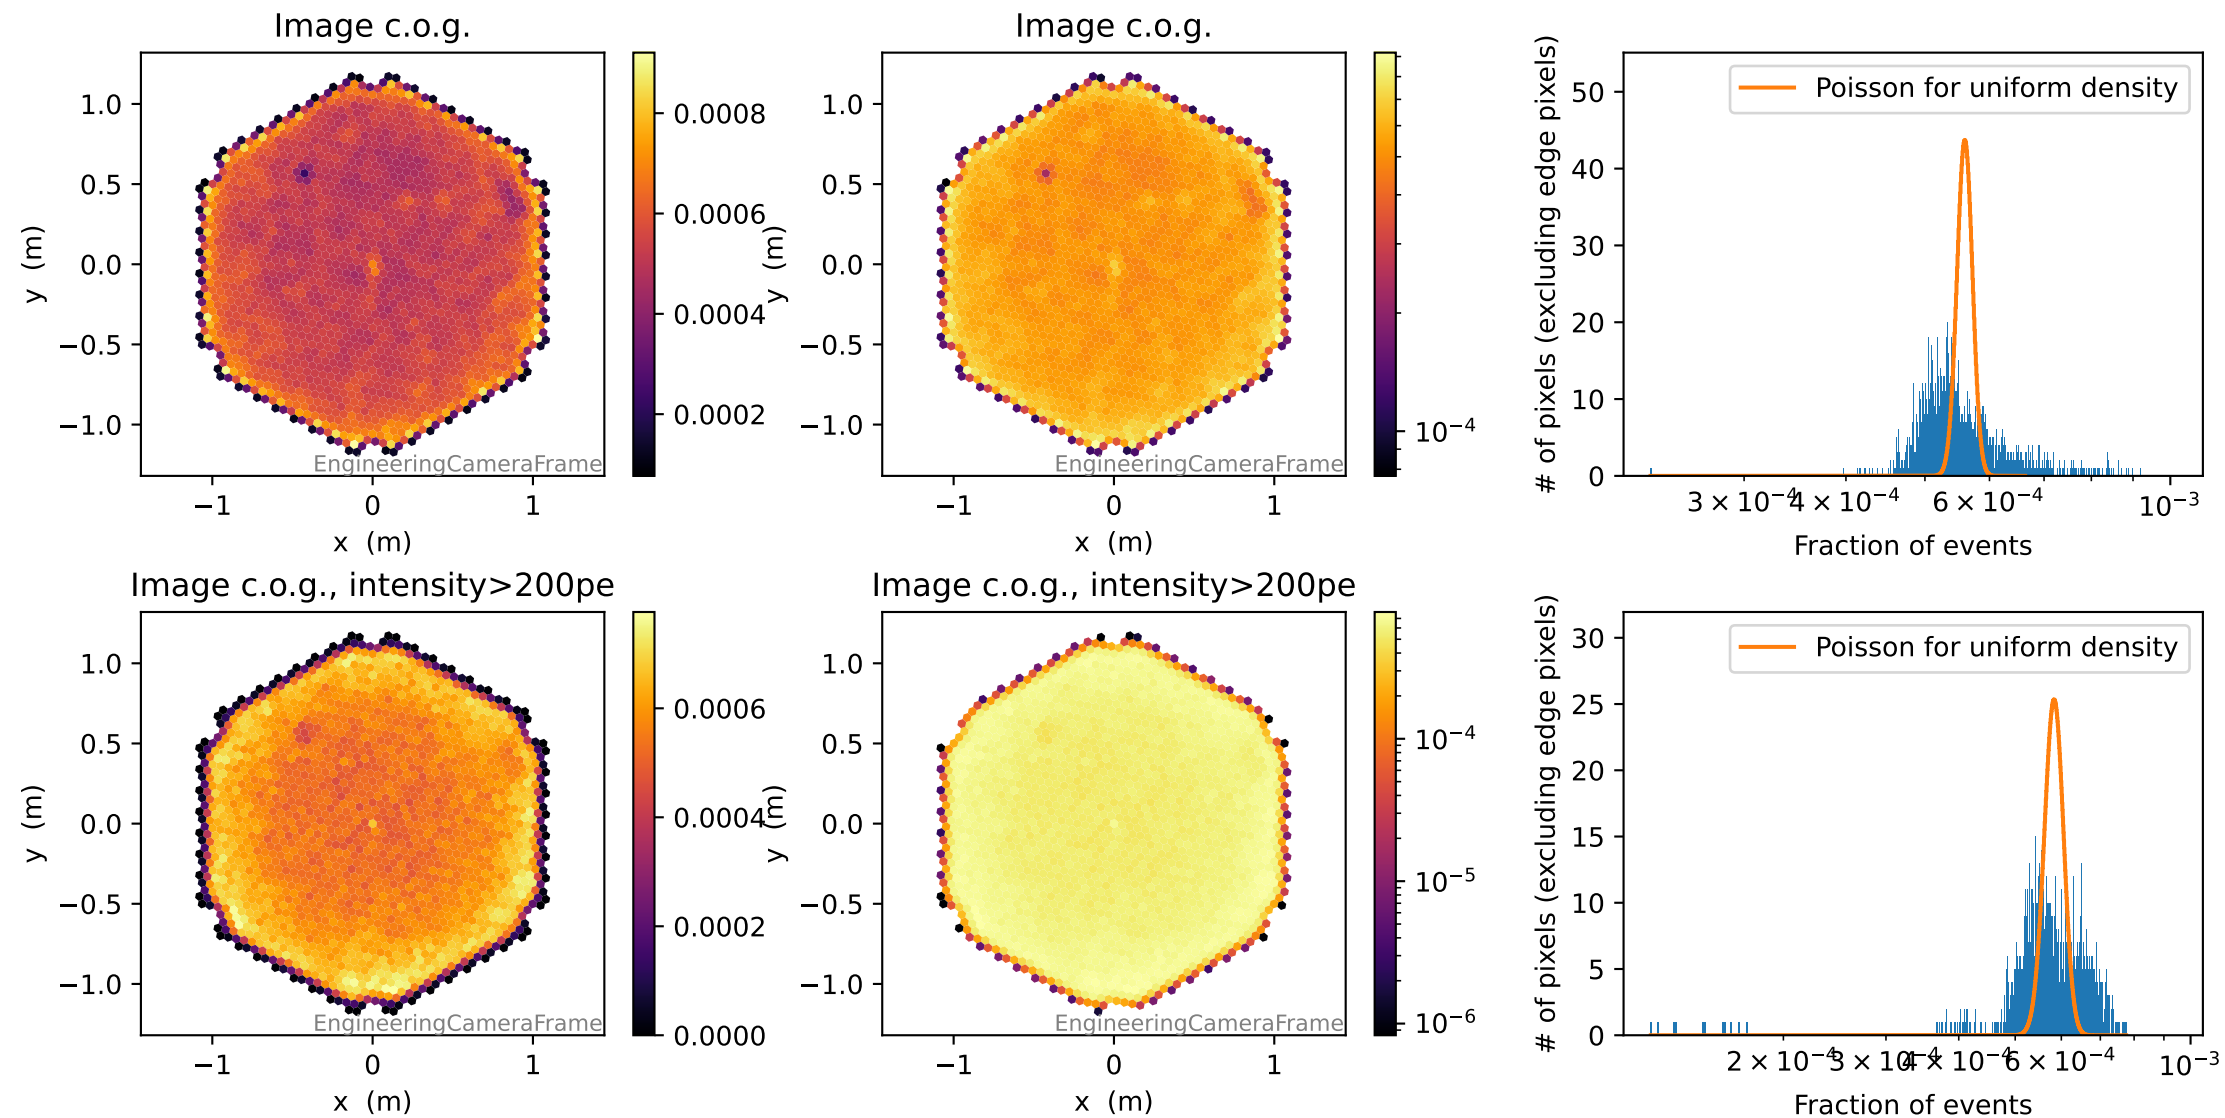 Image c.o.g.
y (m)
1.0
0.5
0.0
−0.5
−1.0
−1
0
1
x (m)
EngineeringCameraFrame
0.0008
0.0006
0.0004
0.0002
Image c.o.g.
y (m)
1.0
0.5
0.0
−0.5
−1.0
−1
0
1
x (m)
EngineeringCameraFrame
10⁻⁴
# of pixels (excluding edge pixels)
50
40
30
20
10
0
Poisson for uniform density
3 × 10⁻⁴
4 × 10⁻⁴
6 × 10⁻⁴
10⁻³
Fraction of events
Image c.o.g., intensity>200pe
y (m)
1.0
0.5
0.0
−0.5
−1.0
−1
0
1
x (m)
EngineeringCameraFrame
0.0006
0.0004
0.0002
0.0000
Image c.o.g., intensity>200pe
y (m)
1.0
0.5
0.0
−0.5
−1.0
−1
0
1
x (m)
EngineeringCameraFrame
10⁻⁴
10⁻⁵
10⁻⁶
# of pixels (excluding edge pixels)
30
25
20
15
10
5
0
Poisson for uniform density
2 × 10⁻⁴
3 × 10⁻⁴
4 × 10⁻⁴
6 × 10⁻⁴
10⁻³
Fraction of events